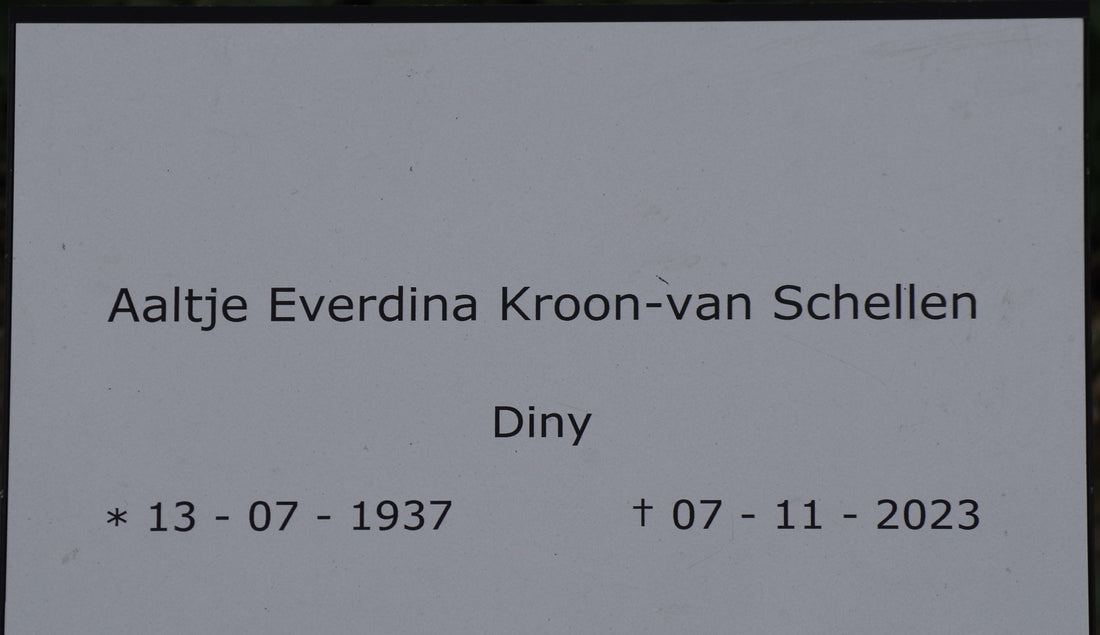 Aaltje Everdina Kroon-van Schellen
Diny
* 13 - 07 - 1937 † 07 - 11 - 2023